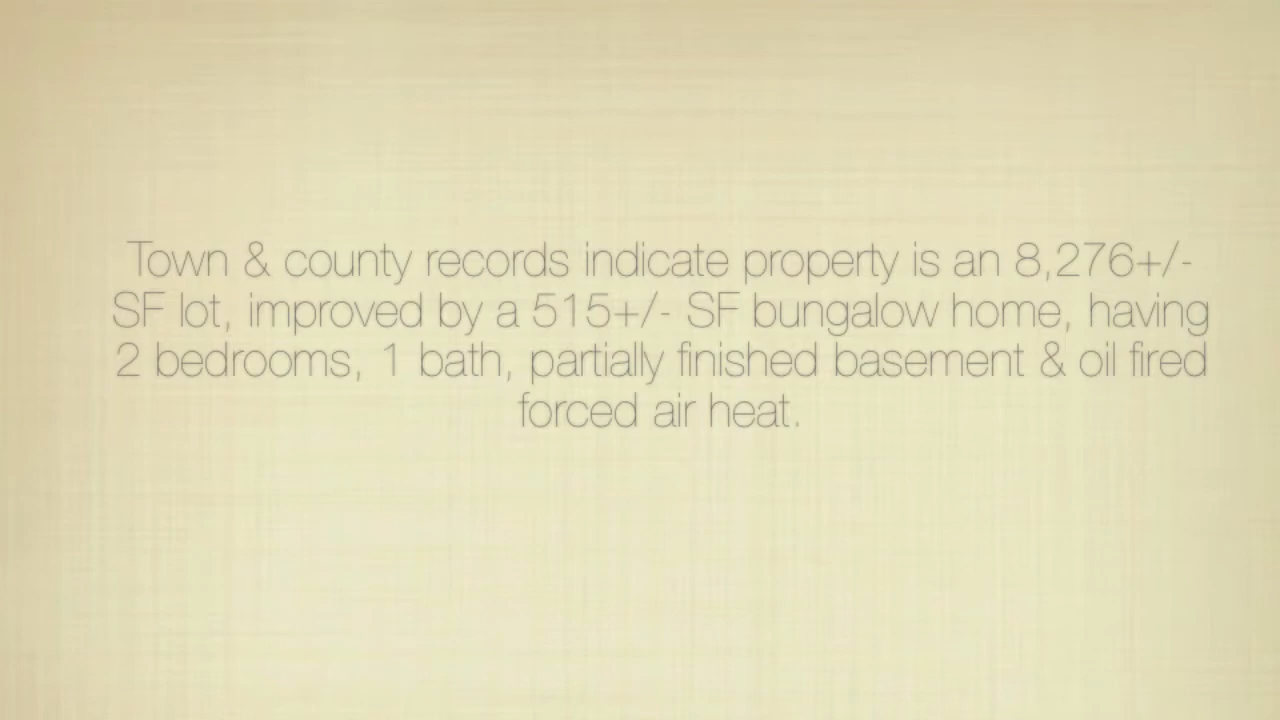 Town & county records indicate property is an 8,276+/-
SF lot, improved by a 515+/- SF bungalow home, having
2 bedrooms, 1 bath, partially finished basement & oil fired
forced air heat.